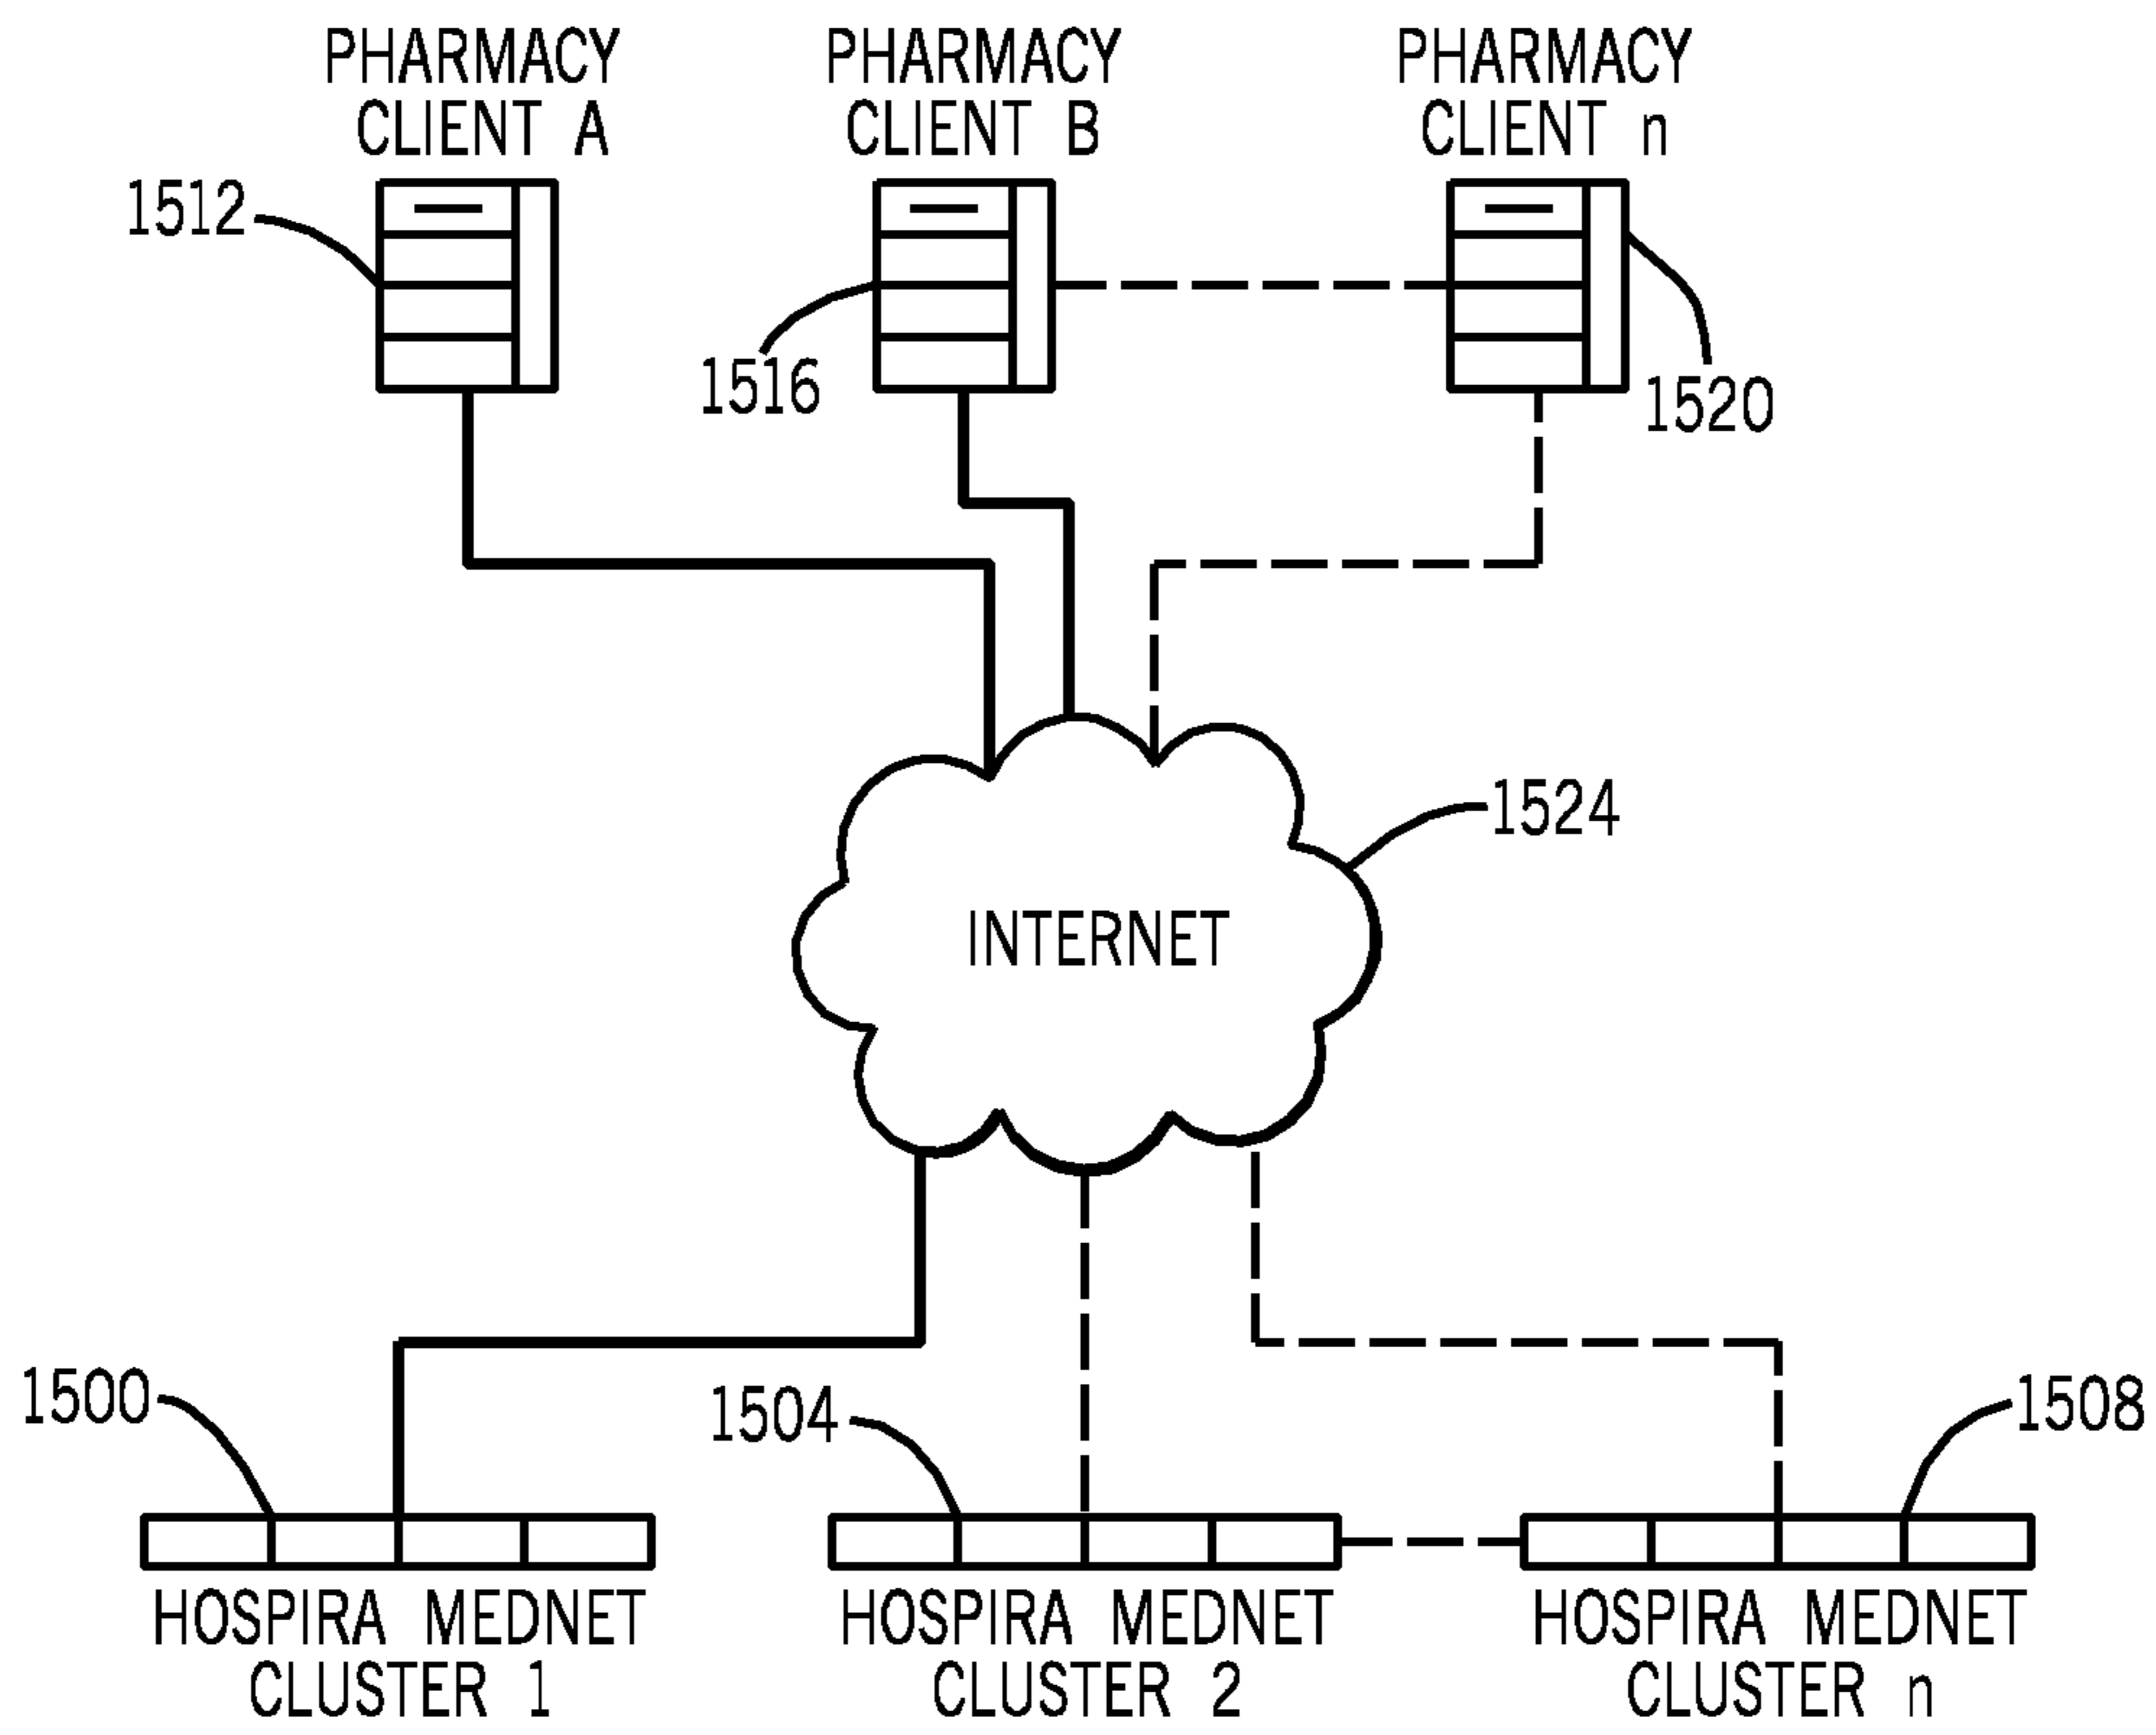 PHARMACY
CLIENT A
PHARMACY
CLIENT B
PHARMACY
CLIENT n
1512
1516
1520
1524
INTERNET
1500
1504
1508
HOSPIRA MEDNET
CLUSTER 1
HOSPIRA MEDNET
CLUSTER 2
HOSPIRA MEDNET
CLUSTER n